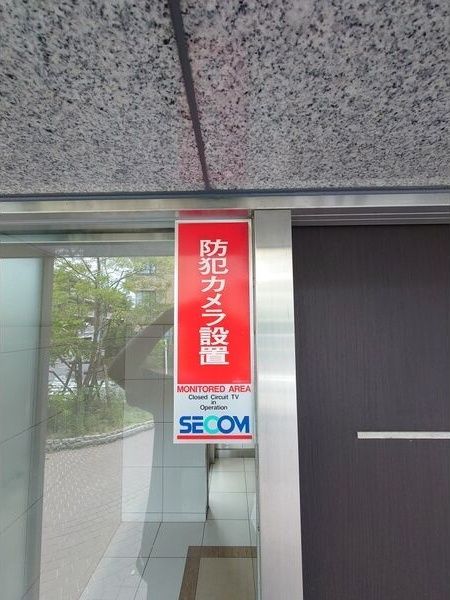 防犯カメラ設置
MONITORED AREA
Closed Circuit TV
in
Operation
SECOM